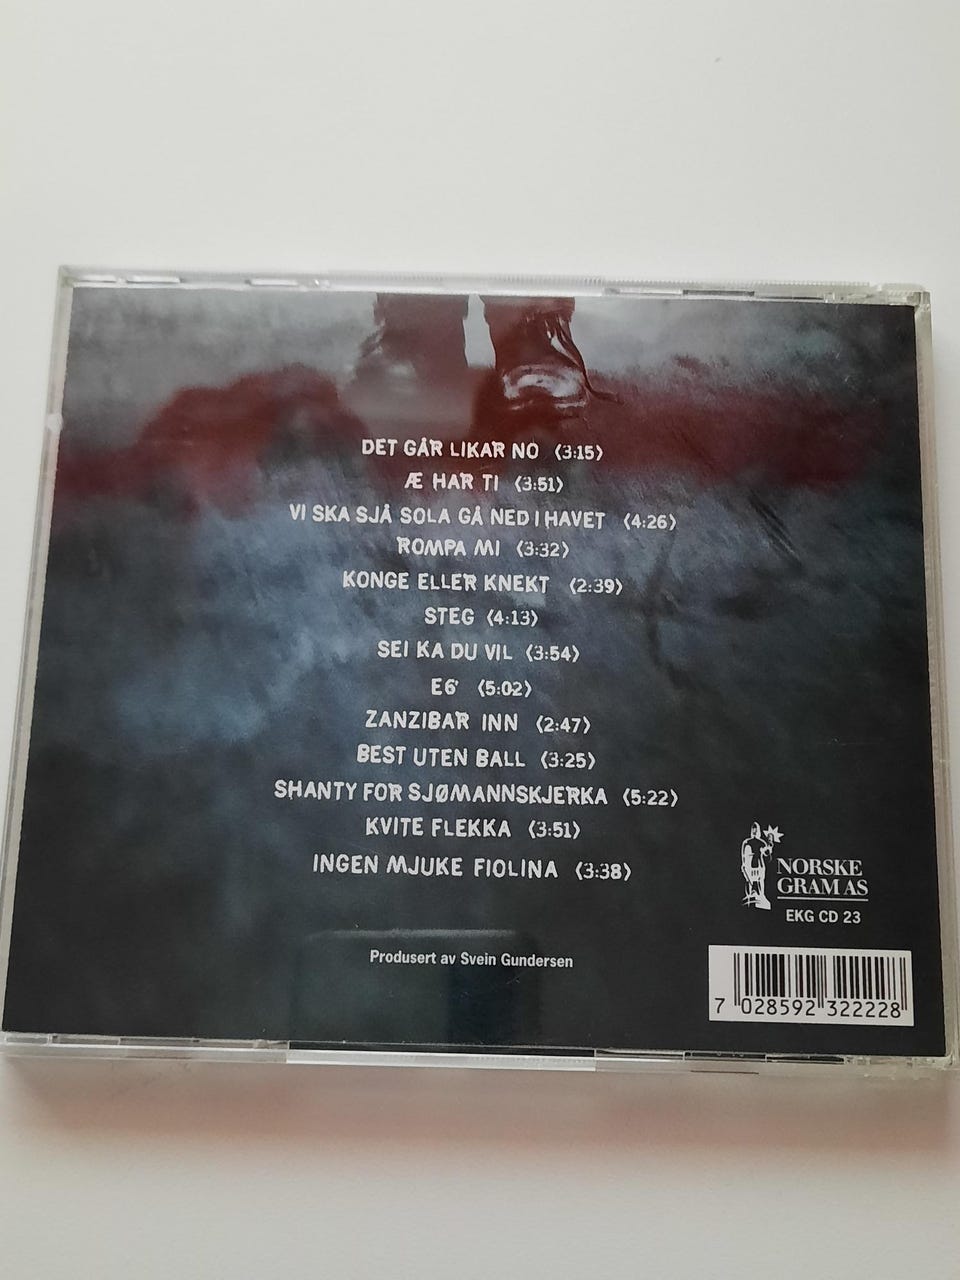 DET GÅR LIKAR NO (3:15)
Æ HAR TI (3:51)
VI SKA SJÅ SOLA GÅ NED I HAVET (4:26)
ROMPA MI (3:32)
KONGE ELLER KNEKT (2:39)
STEG (4:13)
SEI KA DU VIL (3:54)
E6 (5:02)
ZANZIBAR INN (2:47)
BEST UTEN BALL (3:25)
SHANTY FOR SJØMANNSKJERKA (5:22)
KVITE FLEKKA (3:51)
INGEN MJUKE FIOLINA (3:38)
Produsert av Svein Gundersen
NORSKE
GRAM AS
EKG CD 23
7 028592 322228